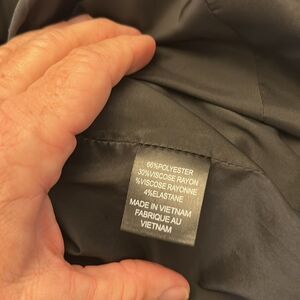 66%POLYESTER
30%VISCOSE RAYON
%VISCOSE RAYONNE
4%ELASTANE
MADE IN VIETNAM
FABRIQUE AU
VIETNAM